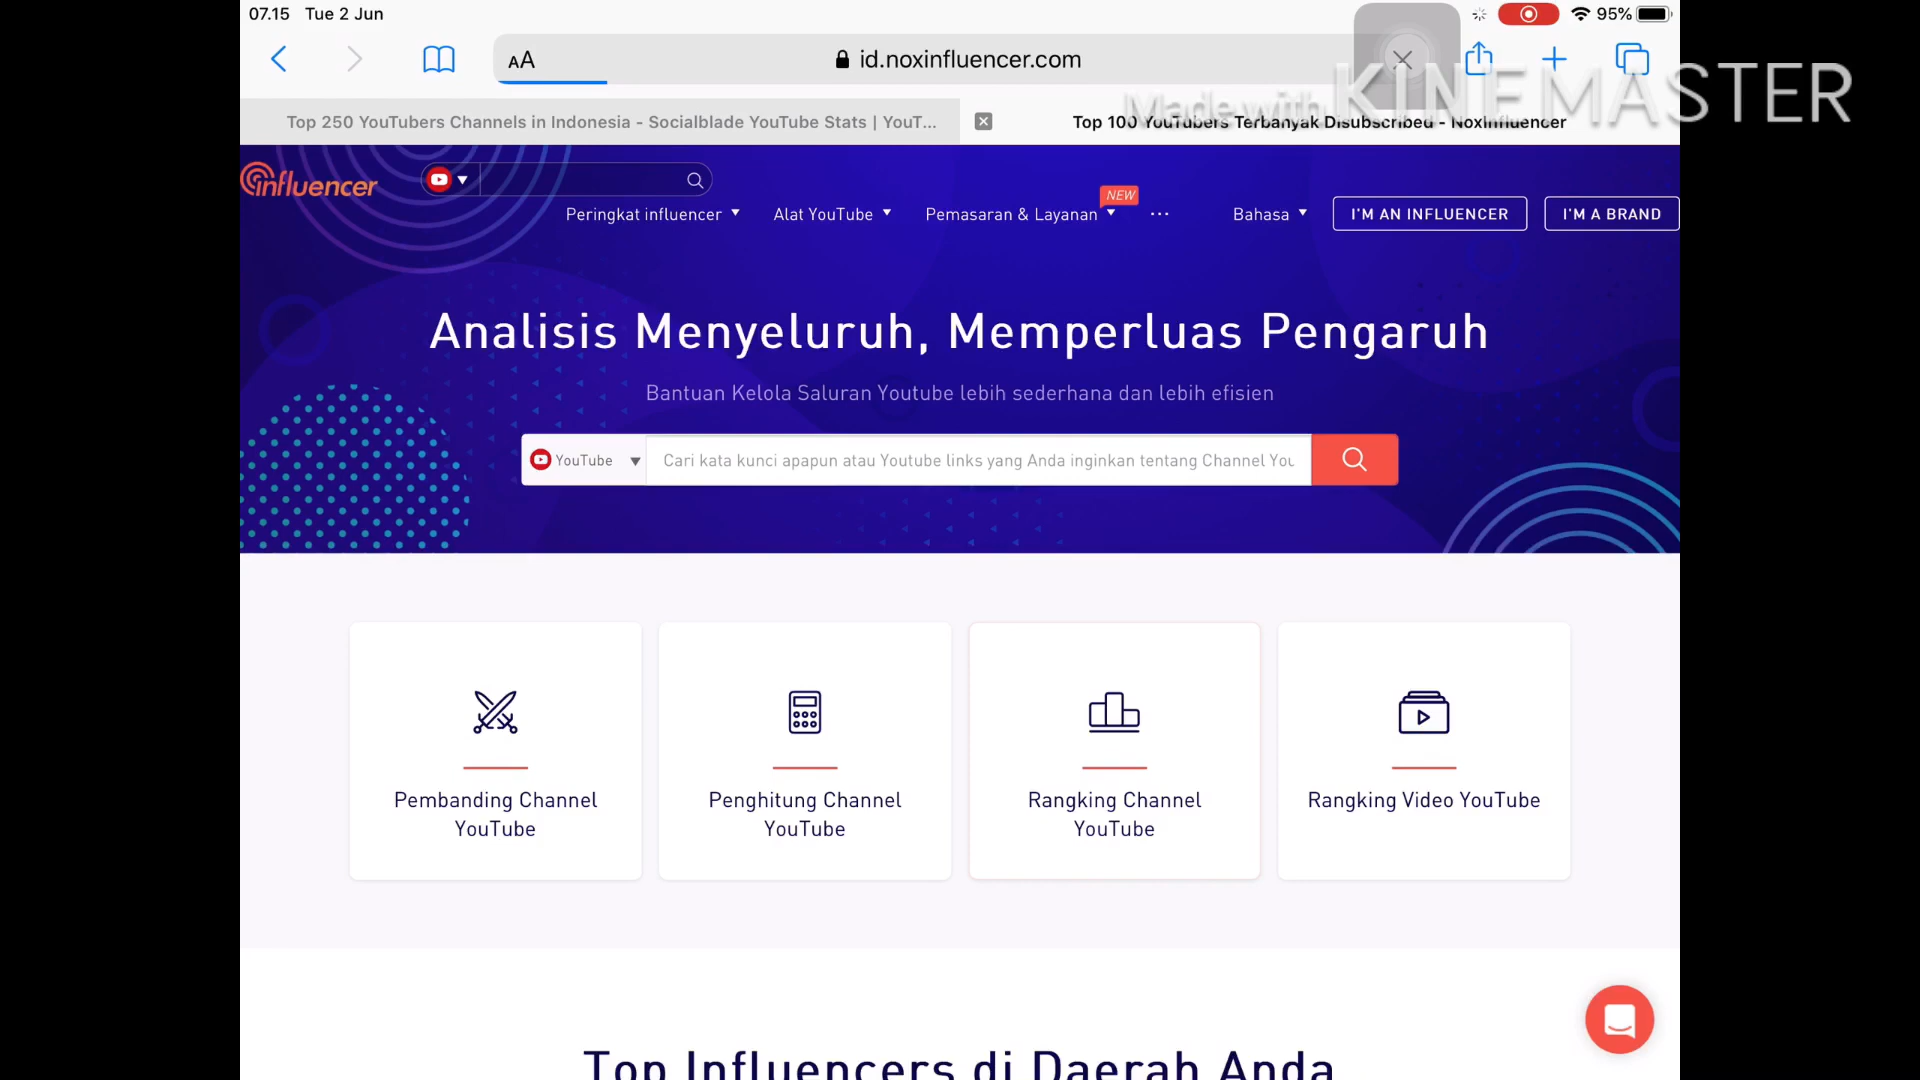 07.15 Tue 2 Jun
95%
AA
id.noxinfluencer.com
Made with KINEMASTER
Top 250 YouTubers Channels in Indonesia - Socialblade YouTube Stats | YouT...
Top 100 YouTubers Terbanyak Disubscribed - NoxInfluencer
influencer
NEW
Peringkat influencer
Alat YouTube
Pemasaran & Layanan
...
Bahasa
I'M AN INFLUENCER
I'M A BRAND
Analisis Menyeluruh, Memperluas Pengaruh
Bantuan Kelola Saluran Youtube lebih sederhana dan lebih efisien
YouTube
Cari kata kunci apapun atau Youtube links yang Anda inginkan tentang Channel You
Pembanding Channel
YouTube
Penghitung Channel
YouTube
Rangking Channel
YouTube
Rangking Video YouTube
Top Influencers di Daerah Anda